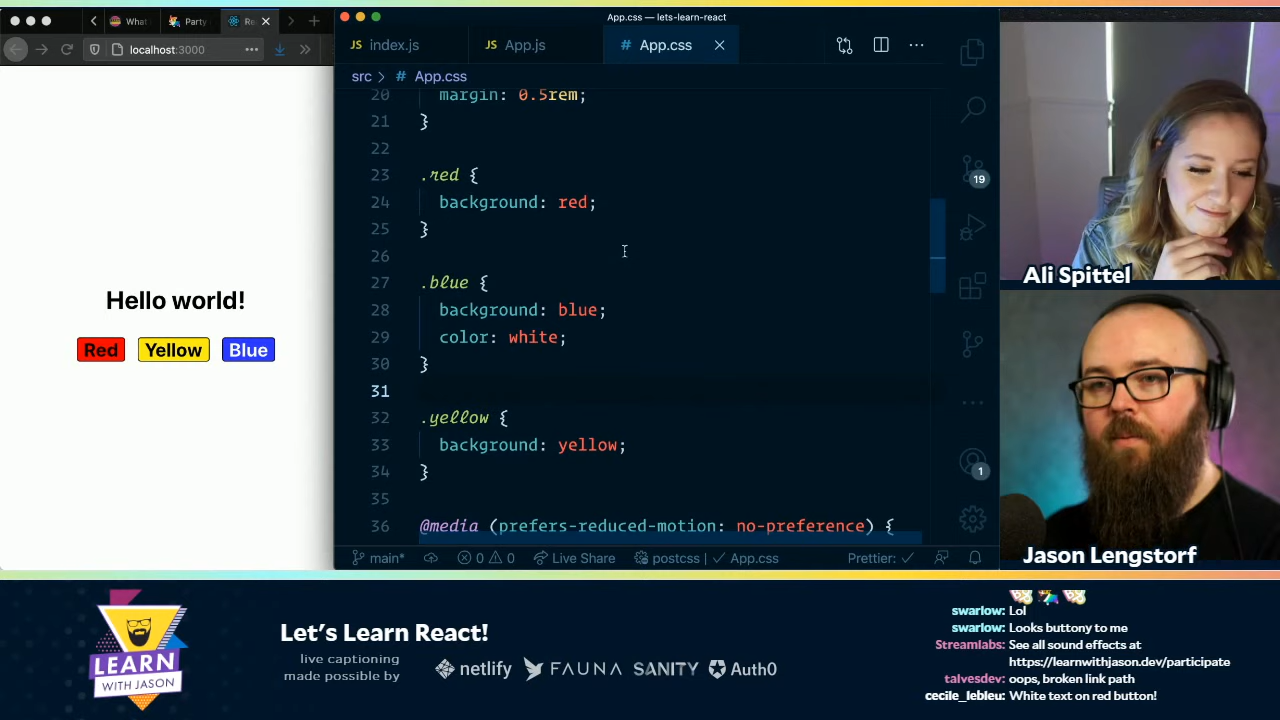 What
Party
Re
localhost:3000
Hello world!
Red
Yellow
Blue
App.css — lets-learn-react
JS index.js
JS App.js
# App.css
src > # App.css
20 margin: 0.5rem;
21 }
22
23 .red {
24 background: red;
25 }
26
27 .blue {
28 background: blue;
29 color: white;
30 }
31
32 .yellow {
33 background: yellow;
34 }
35
36 @media (prefers-reduced-motion: no-preference) {
19
1
main*
0 0
Live Share
postcss | ✓ App.css
Prettier: ✓
Ali Spittel
Jason Lengstorf
LEARN
WITH JASON
Let's Learn React!
live captioning
made possible by
netlify
FAUNA
SANITY
Auth0
swarlow: Lol
swarlow: Looks buttony to me
Streamlabs: See all sound effects at
https://learnwithjason.dev/participate
talvesdev: oops, broken link path
cecile_lebleu: White text on red button!